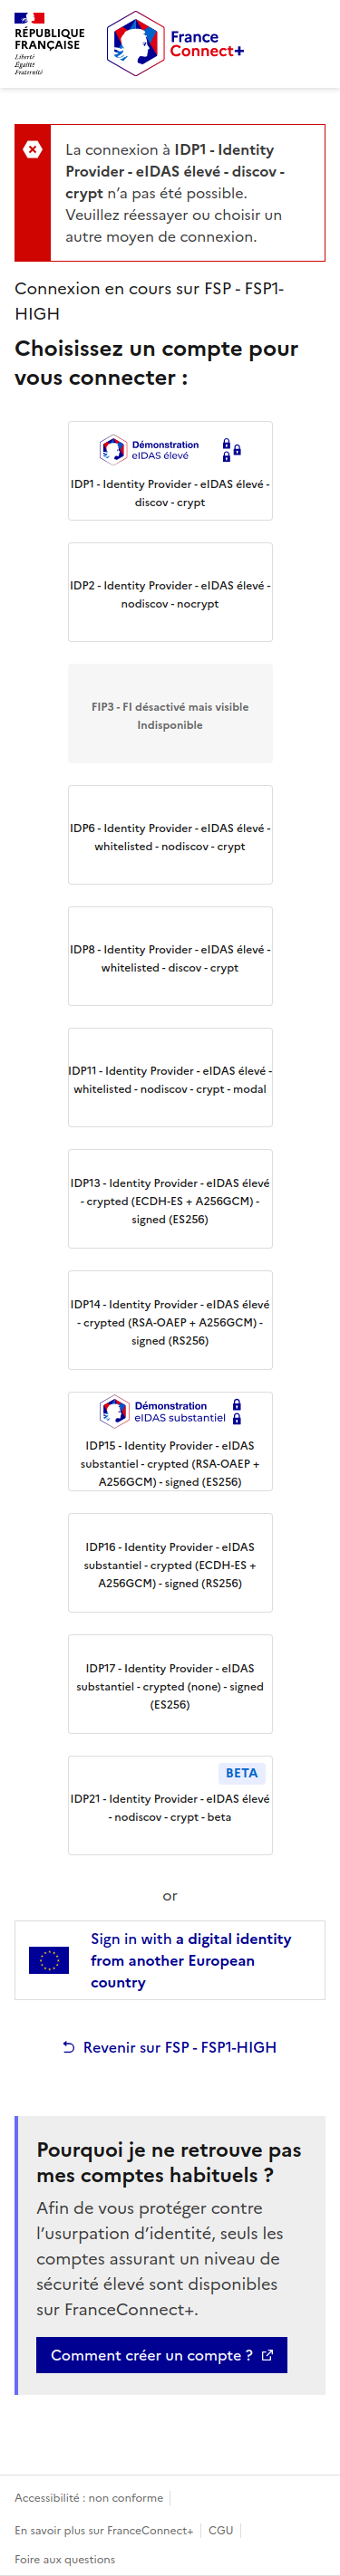 RÉPUBLIQUE
FRANÇAISE
Liberté
Égalité
Fraternité
France
Connect+
La connexion à IDP1 - Identity
Provider - eIDAS élevé - discov -
crypt n’a pas été possible.
Veuillez réessayer ou choisir un
autre moyen de connexion.
Connexion en cours sur FSP - FSP1-
HIGH
Choisissez un compte pour
vous connecter :
Démonstration
eIDAS élevé
IDP1 - Identity Provider - eIDAS élevé -
discov - crypt
IDP2 - Identity Provider - eIDAS élevé -
nodiscov - nocrypt
FIP3 - FI désactivé mais visible
Indisponible
IDP6 - Identity Provider - eIDAS élevé -
whitelisted - nodiscov - crypt
IDP8 - Identity Provider - eIDAS élevé -
whitelisted - discov - crypt
IDP11 - Identity Provider - eIDAS élevé -
whitelisted - nodiscov - crypt - modal
IDP13 - Identity Provider - eIDAS élevé
- crypted (ECDH-ES + A256GCM) -
signed (ES256)
IDP14 - Identity Provider - eIDAS élevé
- crypted (RSA-OAEP + A256GCM) -
signed (RS256)
Démonstration
eIDAS substantiel
IDP15 - Identity Provider - eIDAS
substantiel - crypted (RSA-OAEP +
A256GCM) - signed (ES256)
IDP16 - Identity Provider - eIDAS
substantiel - crypted (ECDH-ES +
A256GCM) - signed (RS256)
IDP17 - Identity Provider - eIDAS
substantiel - crypted (none) - signed
(ES256)
BETA
IDP21 - Identity Provider - eIDAS élevé
- nodiscov - crypt - beta
or
Sign in with a digital identity
from another European
country
Revenir sur FSP - FSP1-HIGH
Pourquoi je ne retrouve pas
mes comptes habituels ?
Afin de vous protéger contre
l’usurpation d’identité, seuls les
comptes assurant un niveau de
sécurité élevé sont disponibles
sur FranceConnect+.
Comment créer un compte ?
Accessibilité : non conforme
En savoir plus sur FranceConnect+
CGU
Foire aux questions